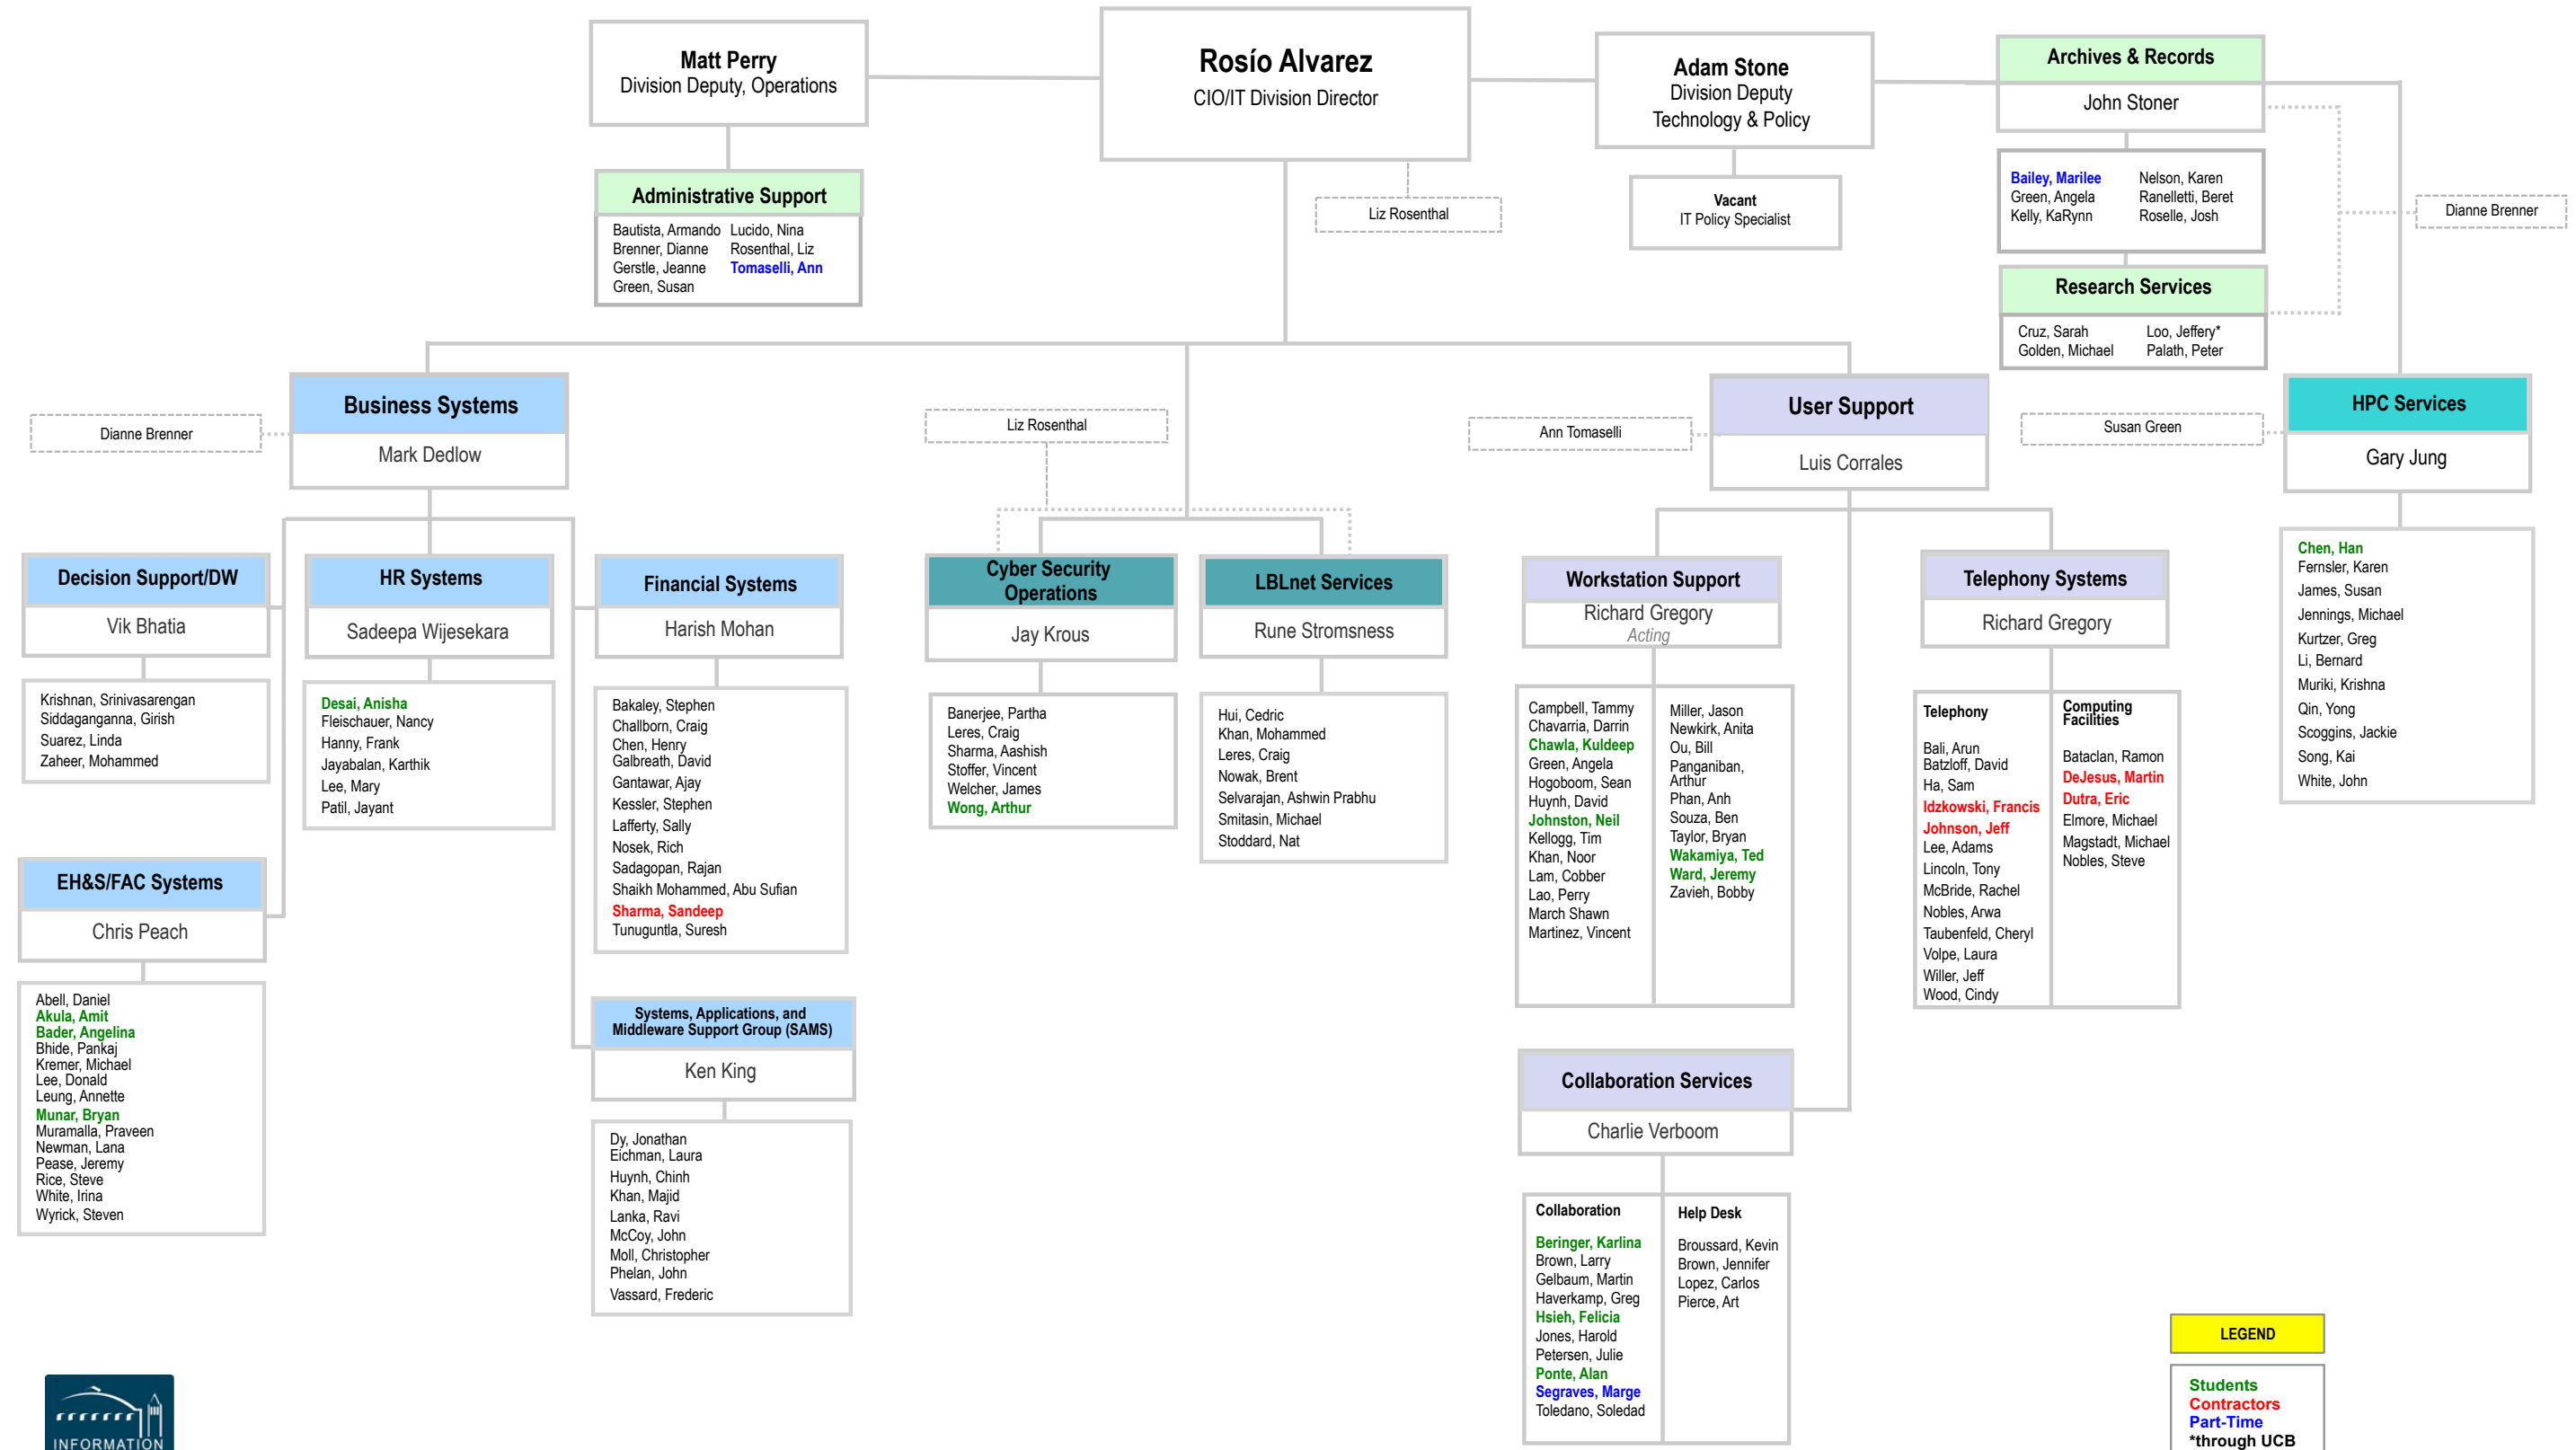 Matt Perry
Division Deputy, Operations
Rosío Alvarez
CIO/IT Division Director
Adam Stone
Division Deputy
Technology & Policy
Archives & Records
John Stoner
Administrative Support
Bautista, Armando
Brenner, Dianne
Gerstle, Jeanne
Green, Susan
Lucido, Nina
Rosenthal, Liz
Tomaselli, Ann
Liz Rosenthal
Vacant
IT Policy Specialist
Bailey, Marilee
Green, Angela
Kelly, KaRynn
Nelson, Karen
Ranelletti, Beret
Roselle, Josh
Dianne Brenner
Research Services
Cruz, Sarah
Golden, Michael
Loo, Jeffery*
Palath, Peter
Business Systems
Mark Dedlow
Dianne Brenner
Liz Rosenthal
Ann Tomaselli
User Support
Luis Corrales
Susan Green
HPC Services
Gary Jung
Decision Support/DW
Vik Bhatia
Krishnan, Srinivasarengan
Siddaganganna, Girish
Suarez, Linda
Zaheer, Mohammed
HR Systems
Sadeepa Wijesekara
Desai, Anisha
Fleischauer, Nancy
Hanny, Frank
Jayabalan, Karthik
Lee, Mary
Patil, Jayant
Financial Systems
Harish Mohan
Bakaley, Stephen
Challborn, Craig
Chen, Henry
Galbreath, David
Gantawar, Ajay
Kessler, Stephen
Lafferty, Sally
Nosek, Rich
Sadagopan, Rajan
Shaikh Mohammed, Abu Sufian
Sharma, Sandeep
Tunuguntla, Suresh
Cyber Security
Operations
Jay Krous
Banerjee, Partha
Leres, Craig
Sharma, Aashish
Stoffer, Vincent
Welcher, James
Wong, Arthur
LBLnet Services
Rune Stromsness
Hui, Cedric
Khan, Mohammed
Leres, Craig
Nowak, Brent
Selvarajan, Ashwin Prabhu
Smitasin, Michael
Stoddard, Nat
Workstation Support
Richard Gregory
Acting
Campbell, Tammy
Chavarria, Darrin
Chawla, Kuldeep
Green, Angela
Hogoboom, Sean
Huynh, David
Johnston, Neil
Kellogg, Tim
Khan, Noor
Lam, Cobber
Lao, Perry
March Shawn
Martinez, Vincent
Miller, Jason
Newkirk, Anita
Ou, Bill
Panganiban,
Arthur
Phan, Anh
Souza, Ben
Taylor, Bryan
Wakamiya, Ted
Ward, Jeremy
Zavieh, Bobby
Telephony Systems
Richard Gregory
Telephony
Bali, Arun
Batzloff, David
Ha, Sam
Idzkowski, Francis
Johnson, Jeff
Lee, Adams
Lincoln, Tony
McBride, Rachel
Nobles, Arwa
Taubenfeld, Cheryl
Volpe, Laura
Willer, Jeff
Wood, Cindy
Computing
Facilities
Bataclan, Ramon
DeJesus, Martin
Dutra, Eric
Elmore, Michael
Magstadt, Michael
Nobles, Steve
Chen, Han
Fernsler, Karen
James, Susan
Jennings, Michael
Kurtzer, Greg
Li, Bernard
Muriki, Krishna
Qin, Yong
Scoggins, Jackie
Song, Kai
White, John
EH&S/FAC Systems
Chris Peach
Abell, Daniel
Akula, Amit
Bader, Angelina
Bhide, Pankaj
Kremer, Michael
Lee, Donald
Leung, Annette
Munar, Bryan
Muramalla, Praveen
Newman, Lana
Pease, Jeremy
Rice, Steve
White, Irina
Wyrick, Steven
Systems, Applications, and
Middleware Support Group (SAMS)
Ken King
Dy, Jonathan
Eichman, Laura
Huynh, Chinh
Khan, Majid
Lanka, Ravi
McCoy, John
Moll, Christopher
Phelan, John
Vassard, Frederic
Collaboration Services
Charlie Verboom
Collaboration
Beringer, Karlina
Brown, Larry
Gelbaum, Martin
Haverkamp, Greg
Hsieh, Felicia
Jones, Harold
Petersen, Julie
Ponte, Alan
Segraves, Marge
Toledano, Soledad
Help Desk
Broussard, Kevin
Brown, Jennifer
Lopez, Carlos
Pierce, Art
LEGEND
Students
Contractors
Part-Time
*through UCB
INFORMATION